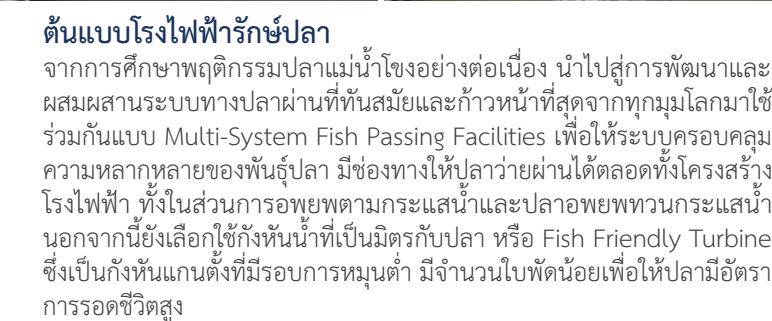 ต้นแบบโรงไฟฟ้ารักษ์ปลา
จากการศึกษาพฤติกรรมปลาแม่น้ำโขงอย่างต่อเนื่อง นำไปสู่การพัฒนาและ
ผสมผสานระบบทางปลาผ่านที่ทันสมัยและก้าวหน้าที่สุดจากทุกมุมโลกมาใช้
ร่วมกันแบบ Multi-System Fish Passing Facilities เพื่อให้ระบบครอบคลุม
ความหลากหลายของพันธุ์ปลา มีช่องทางให้ปลาว่ายผ่านได้ตลอดทั้งโครงสร้าง
โรงไฟฟ้า ทั้งในส่วนการอพยพตามกระแสน้ำและปลาอพยพทวนกระแสน้ำ
นอกจากนี้ยังเลือกใช้กังหันน้ำที่เป็นมิตรกับปลา หรือ Fish Friendly Turbine
ซึ่งเป็นกังหันแกนตั้งที่มีรอบการหมุนต่ำ มีจำนวนใบพัดน้อยเพื่อให้ปลามีอัตรา
การรอดชีวิตสูง